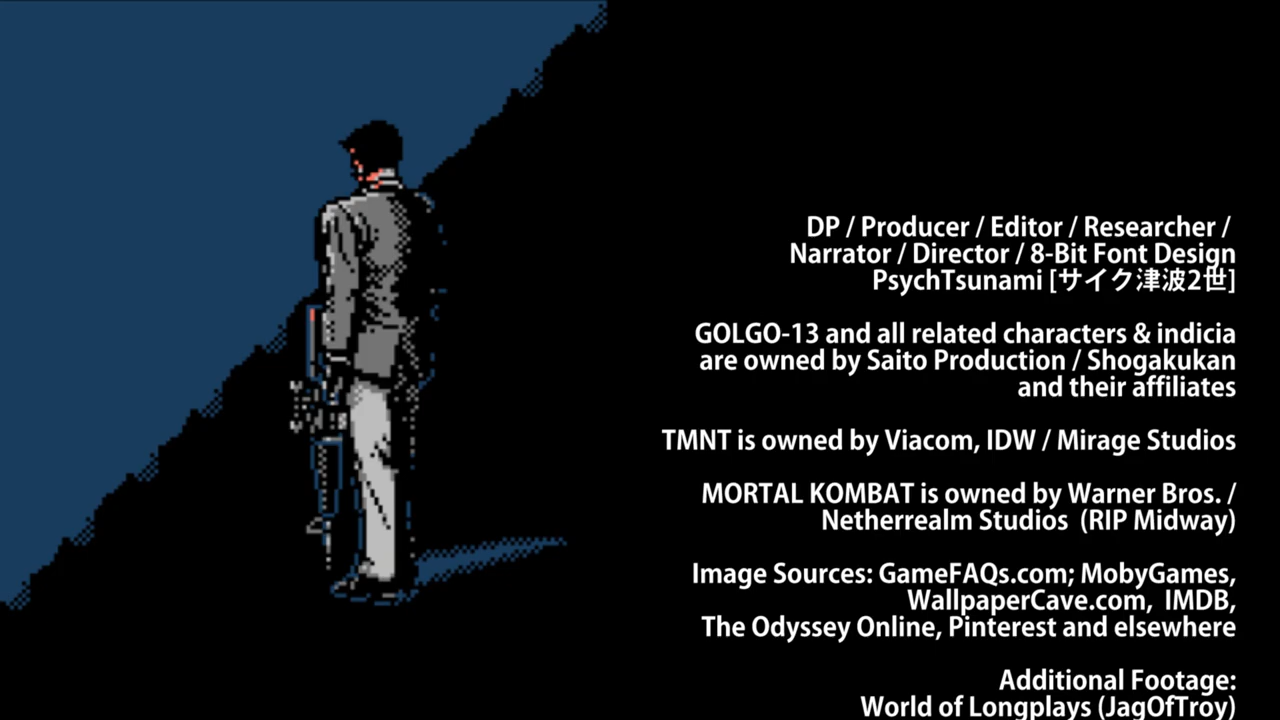 DP / Producer / Editor / Researcher /
Narrator / Director / 8-Bit Font Design
PsychTsunami [サイク津波2世]
GOLGO-13 and all related characters & indicia
are owned by Saito Production / Shogakukan
and their affiliates
TMNT is owned by Viacom, IDW / Mirage Studios
MORTAL KOMBAT is owned by Warner Bros. /
Netherrealm Studios (RIP Midway)
Image Sources: GameFAQs.com; MobyGames,
WallpaperCave.com, IMDB,
The Odyssey Online, Pinterest and elsewhere
Additional Footage:
World of Longplays (JagOfTroy)